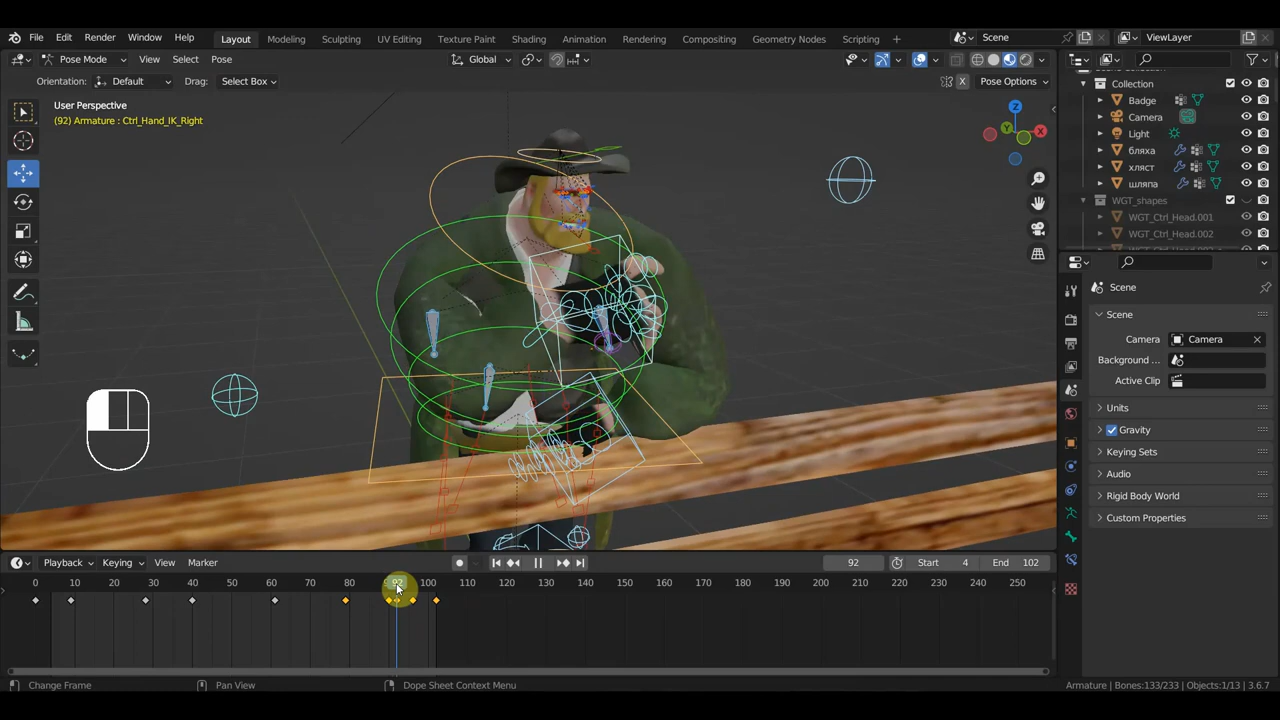 File Edit Render Window Help Layout Modeling Sculpting UV Editing Texture Paint Shading Animation Rendering Compositing Geometry Nodes Scripting + Scene ViewLayer
Pose Mode View Select Pose Global
Orientation: Default Drag: Select Box X Pose Options
User Perspective
(92) Armature : Ctrl_Hand_IK_Right
Z
Y
X
Collection
Badge
Camera
Light
бляха
хляст
шляпа
WGT_shapes
WGT_Ctrl_Head.001
WGT_Ctrl_Head.002
Scene
Scene
Camera Camera
Background ...
Active Clip
Units
Gravity
Keying Sets
Audio
Rigid Body World
Custom Properties
Playback Keying View Marker 92 Start 4 End 102
0 10 20 30 40 50 60 70 80 92 100 110 120 130 140 150 160 170 180 190 200 210 220 230 240 250
Change Frame Pan View Dope Sheet Context Menu Armature | Bones:133/233 | Objects:1/13 | 3.6.7